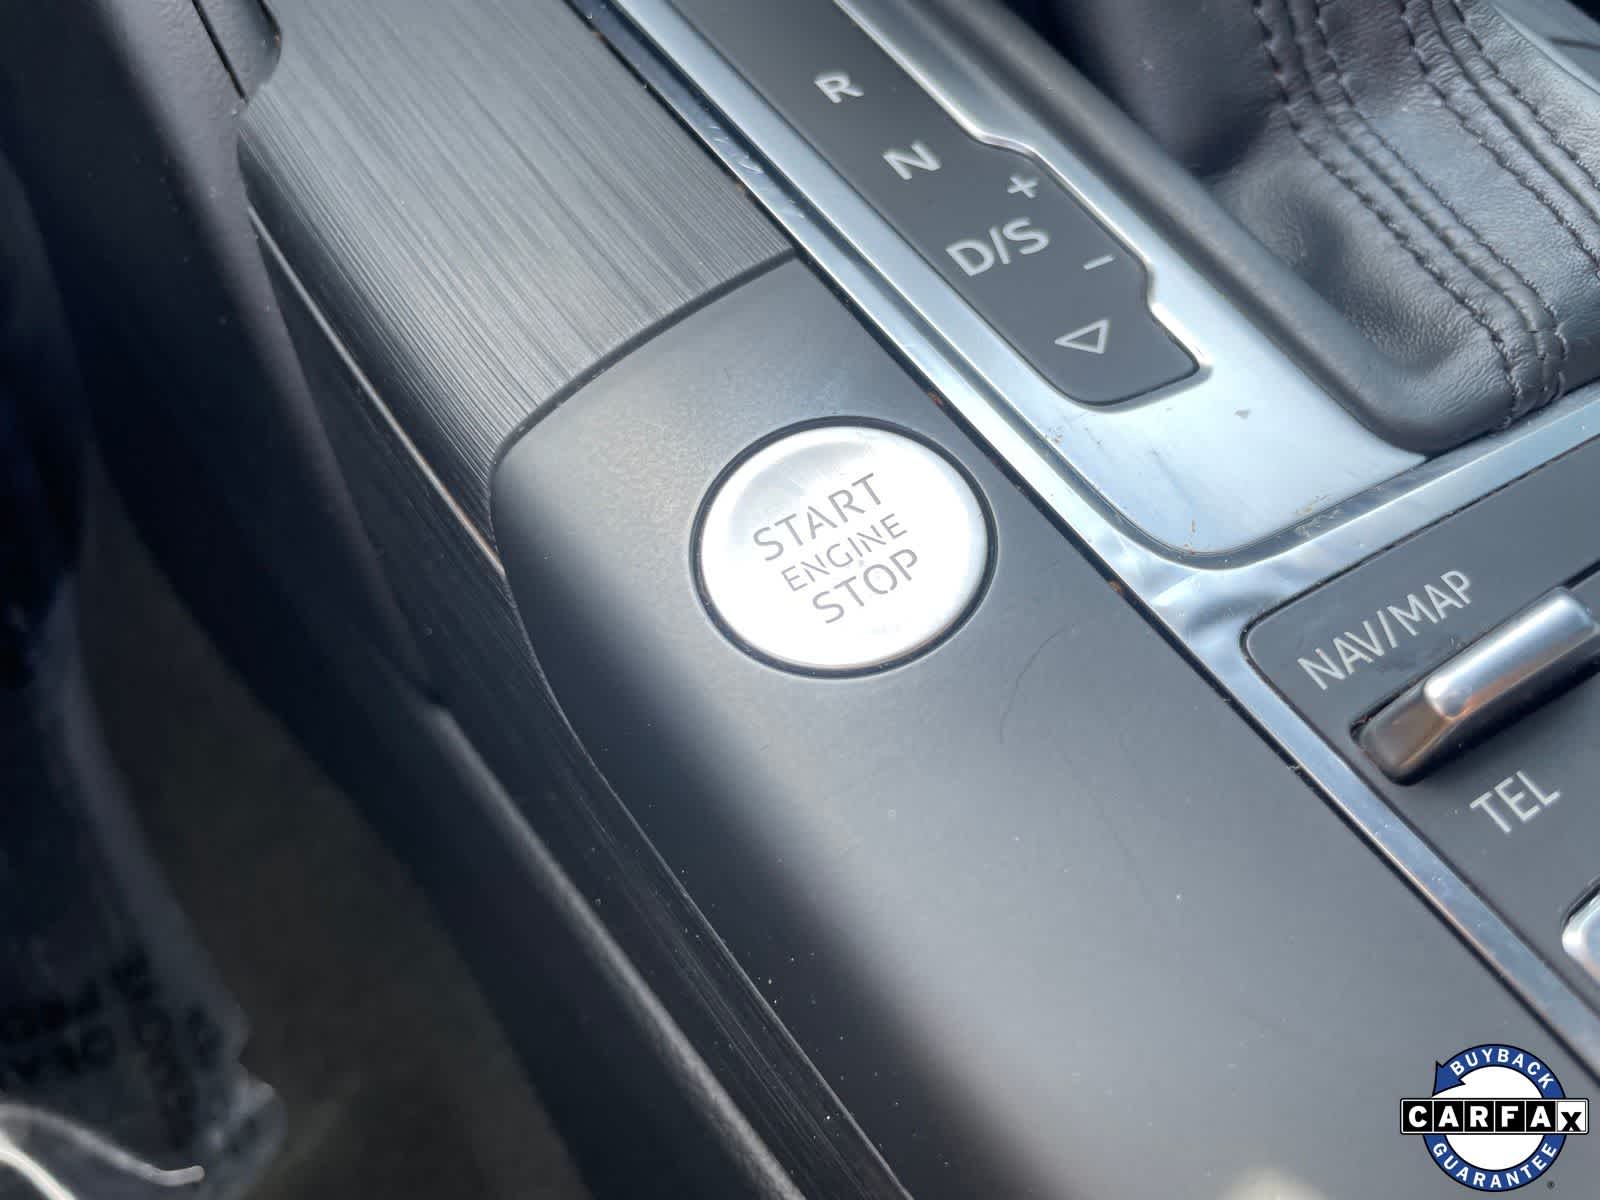 R
N
+
D/S
-
START
ENGINE
STOP
NAV/MAP
TEL
BUYBACK
CARFAX
GUARANTEE
®